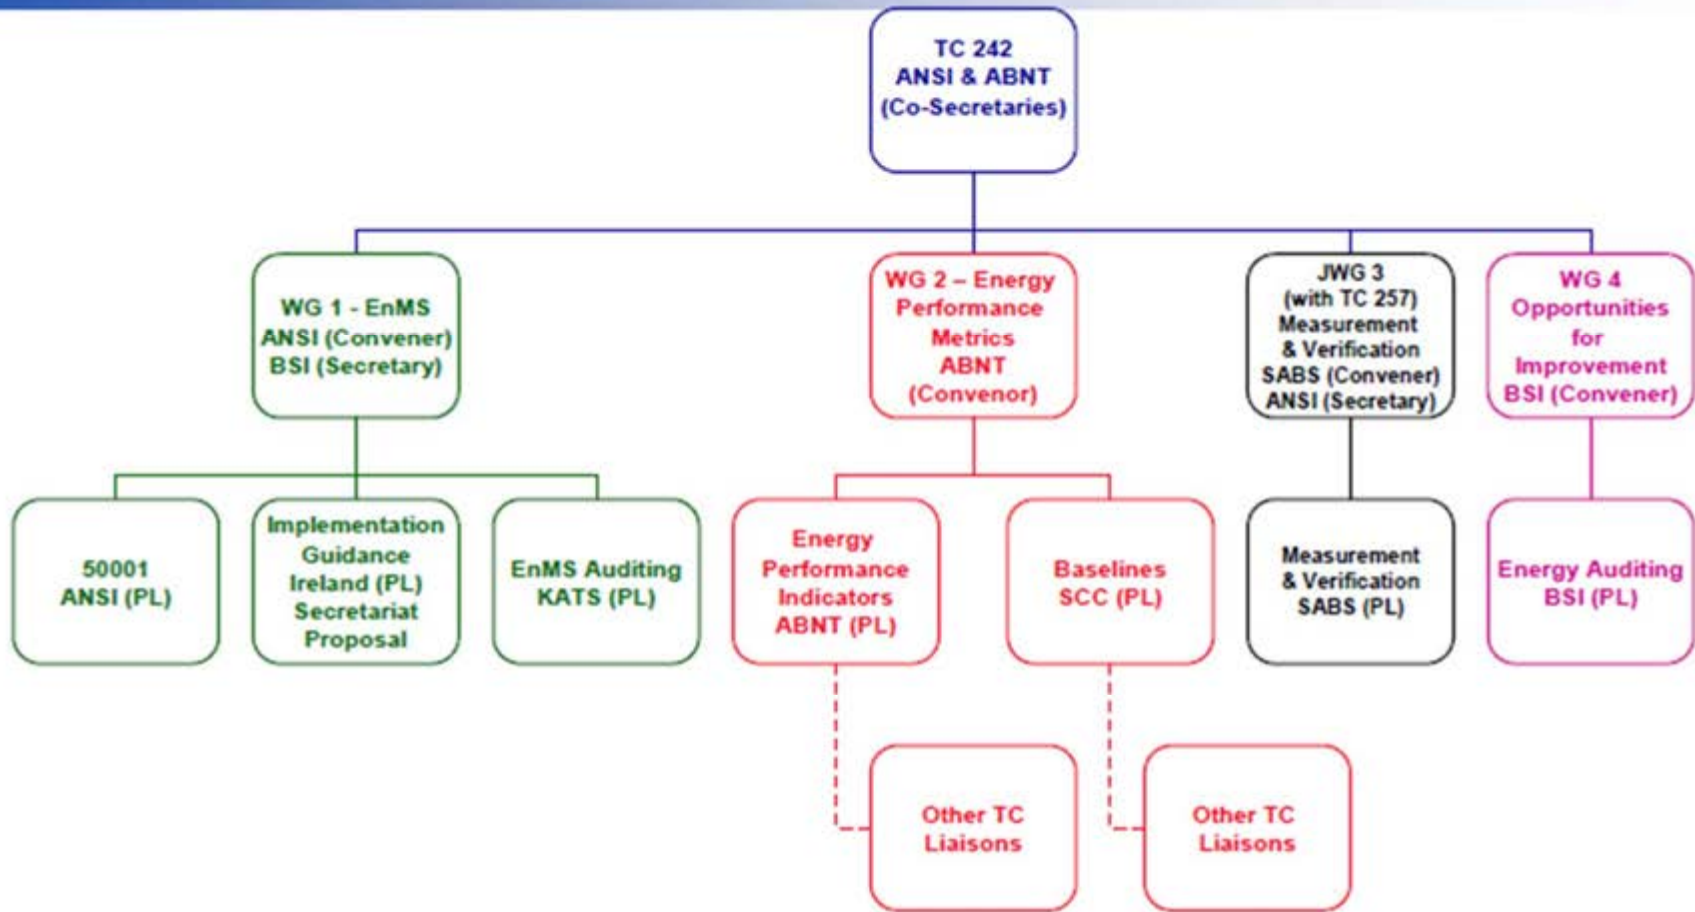 TC 242
ANSI & ABNT
(Co-Secretaries)
WG 1 - EnMS
ANSI (Convener)
BSI (Secretary)
WG 2 – Energy
Performance
Metrics
ABNT
(Convenor)
JWG 3
(with TC 257)
Measurement
& Verification
SABS (Convener)
ANSI (Secretary)
WG 4
Opportunities
for
Improvement
BSI (Convener)
50001
ANSI (PL)
Implementation
Guidance
Ireland (PL)
Secretariat
Proposal
EnMS Auditing
KATS (PL)
Energy
Performance
Indicators
ABNT (PL)
Baselines
SCC (PL)
Measurement
& Verification
SABS (PL)
Energy Auditing
BSI (PL)
Other TC
Liaisons
Other TC
Liaisons